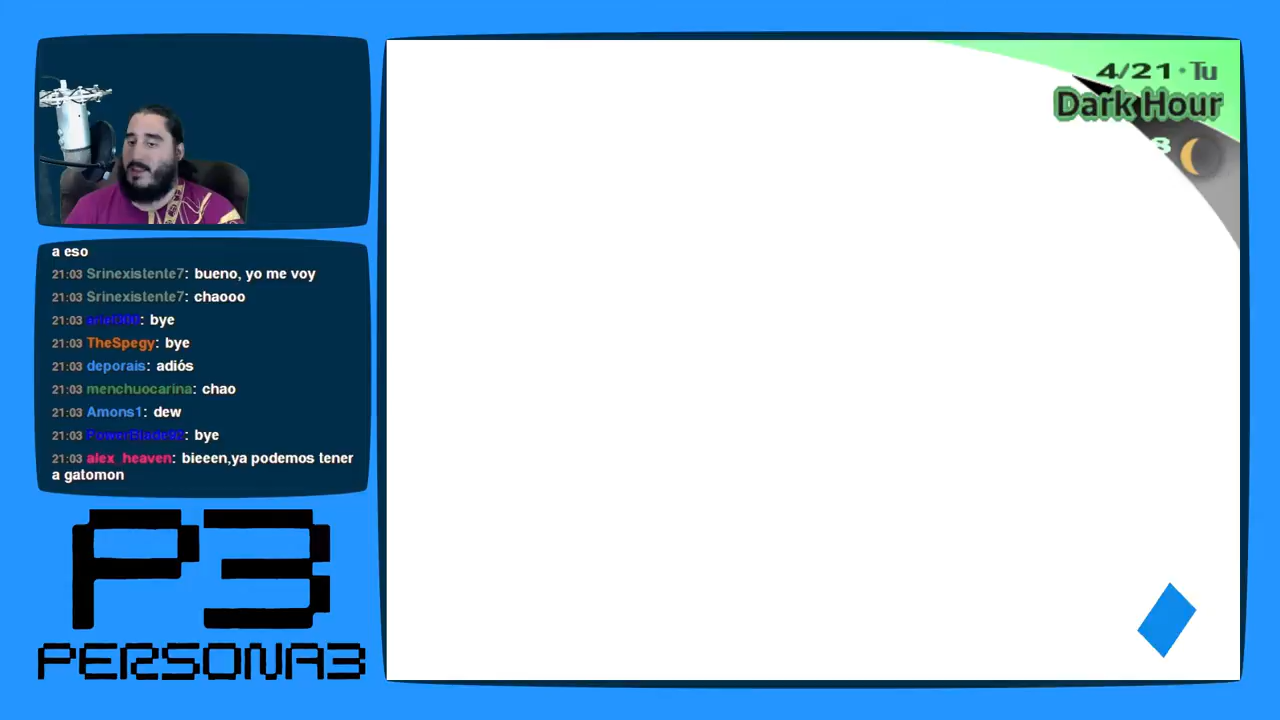 4/21・Tu
Dark Hour
8
a eso
21:03 Srinexistente7: bueno, yo me voy
21:03 Srinexistente7: chaooo
21:03 : bye
21:03 TheSpegy: bye
21:03 deporais: adiós
21:03 menchuocarina: chao
21:03 Amons1: dew
21:03 : bye
21:03 alex_heaven: bieeen,ya podemos tener
a gatomon
P3
PERSONA3